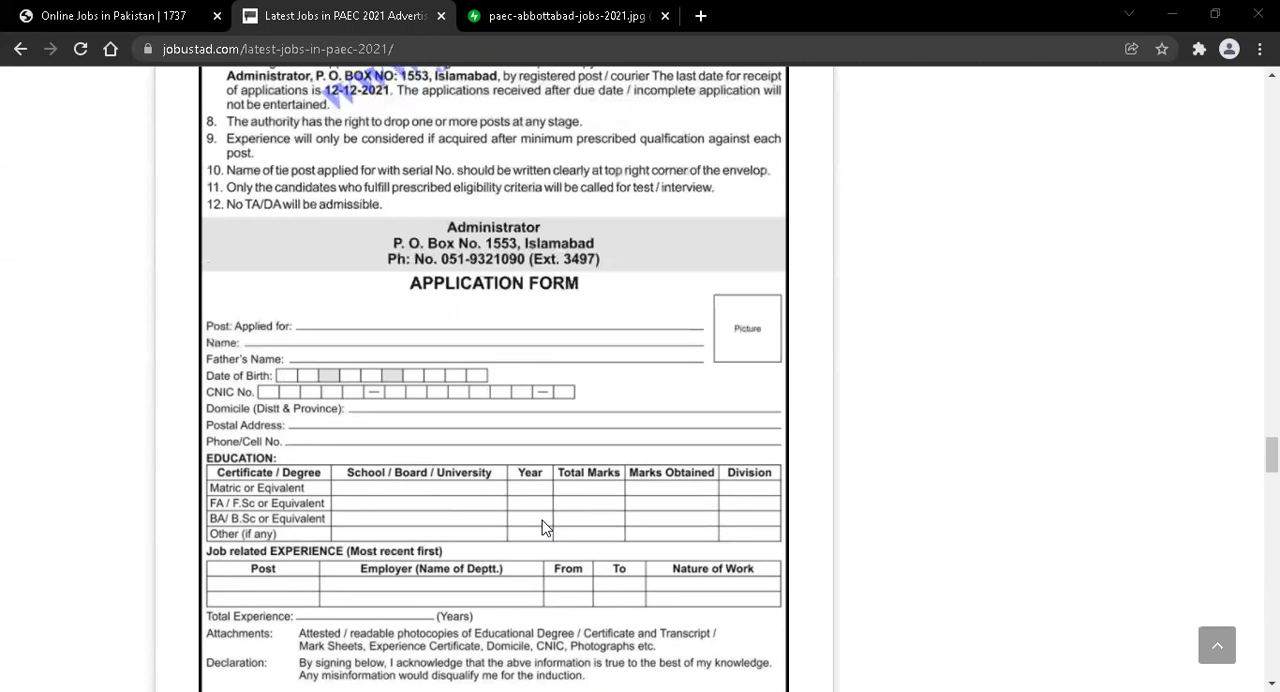 Online Jobs in Pakistan | 1737
Latest Jobs in PAEC 2021 Advertis
paec-abbottabad-jobs-2021.jpg (
jobustad.com/latest-jobs-in-paec-2021/
Administrator, P. O. BOX NO: 1553, Islamabad, by registered post / courier The last date for receipt
of applications is 12-12-2021. The applications received after due date / incomplete application will
not be entertained.
8. The authority has the right to drop one or more posts at any stage.
9. Experience will only be considered if acquired after minimum prescribed qualfication against each
post.
10. Name of tie post applied for with serial No. should be written clearly at top right corner of the envelop.
11. Only the candidates who fulfill prescribed eligibility criteria will be called for test / interview.
12. No TA/DA will be admissible.
Administrator
P. O. Box No. 1553, Islamabad
Ph: No. 051-9321090 (Ext. 3497)
APPLICATION FORM
Picture
Post: Applied for:
Name:
Father's Name:
Date of Birth:
CNIC No.
Domicile (Distt & Province):
Postal Address:
Phone/Cell No.
EDUCATION:
Certificate / Degree School / Board / University Year Total Marks Marks Obtained Division
Matric or Eqivalent
FA / F.Sc or Equivalent
BA/ B.Sc or Equivalent
Other (if any)
Job related EXPERIENCE (Most recent first)
Post Employer (Name of Deptt.) From To Nature of Work
Total Experience: (Years)
Attachments: Attested / readable photocopies of Educational Degree / Certificate and Transcript /
Mark Sheets, Experience Certificate, Domicile, CNIC, Photographs etc.
Declaration: By signing below, I acknowledge that the abve information is true to the best of my knowledge.
Any misinformation would disqualify me for the induction.